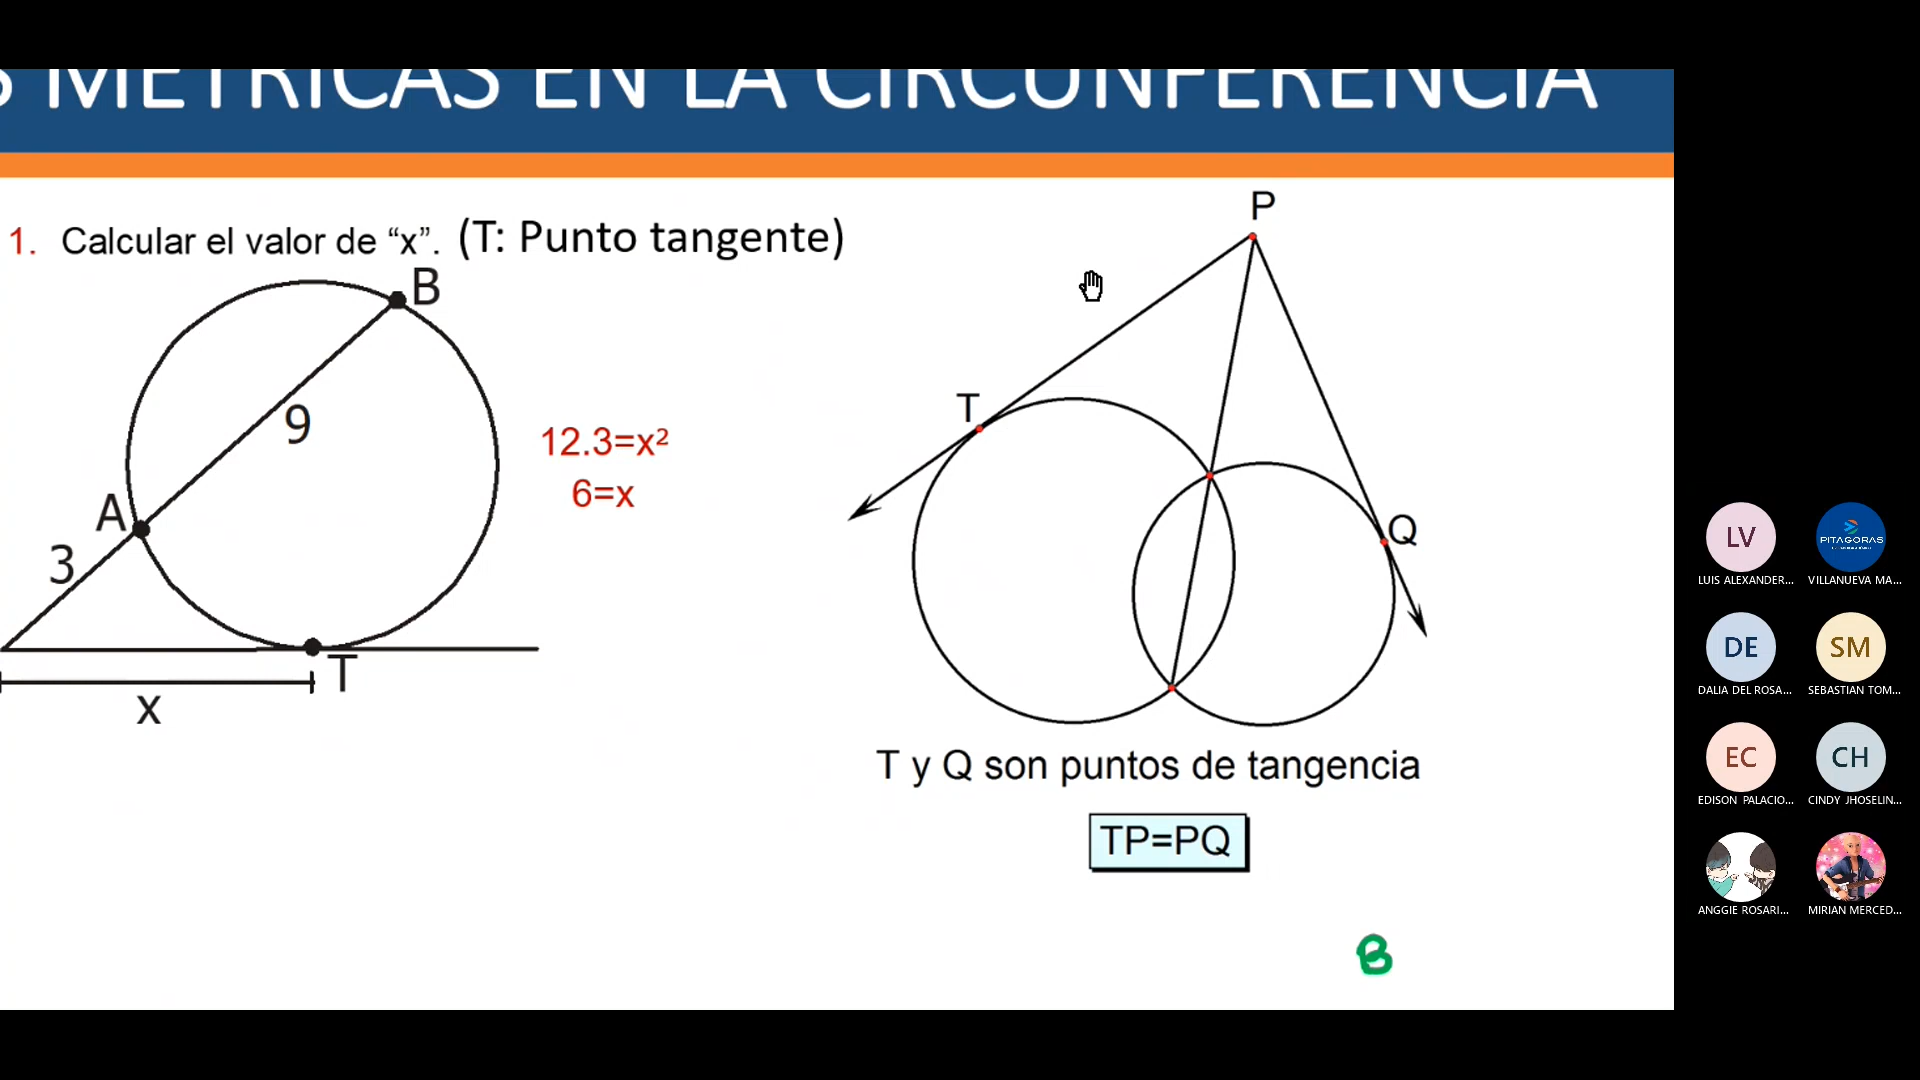 S MÉTRICAS EN LA CIRCUNFERENCIA
1. Calcular el valor de “x”. (T: Punto tangente)
B
9
A
3
T
x
12.3=x²
6=x
P
T
Q
T y Q son puntos de tangencia
TP=PQ
B
LV
LUIS ALEXANDER...
PITAGORAS
VILLANUEVA MA...
DE
DALIA DEL ROSA...
SM
SEBASTIAN TOM...
EC
EDISON PALACIO...
CH
CINDY JHOSELIN...
ANGGIE ROSARI...
MIRIAN MERCED...